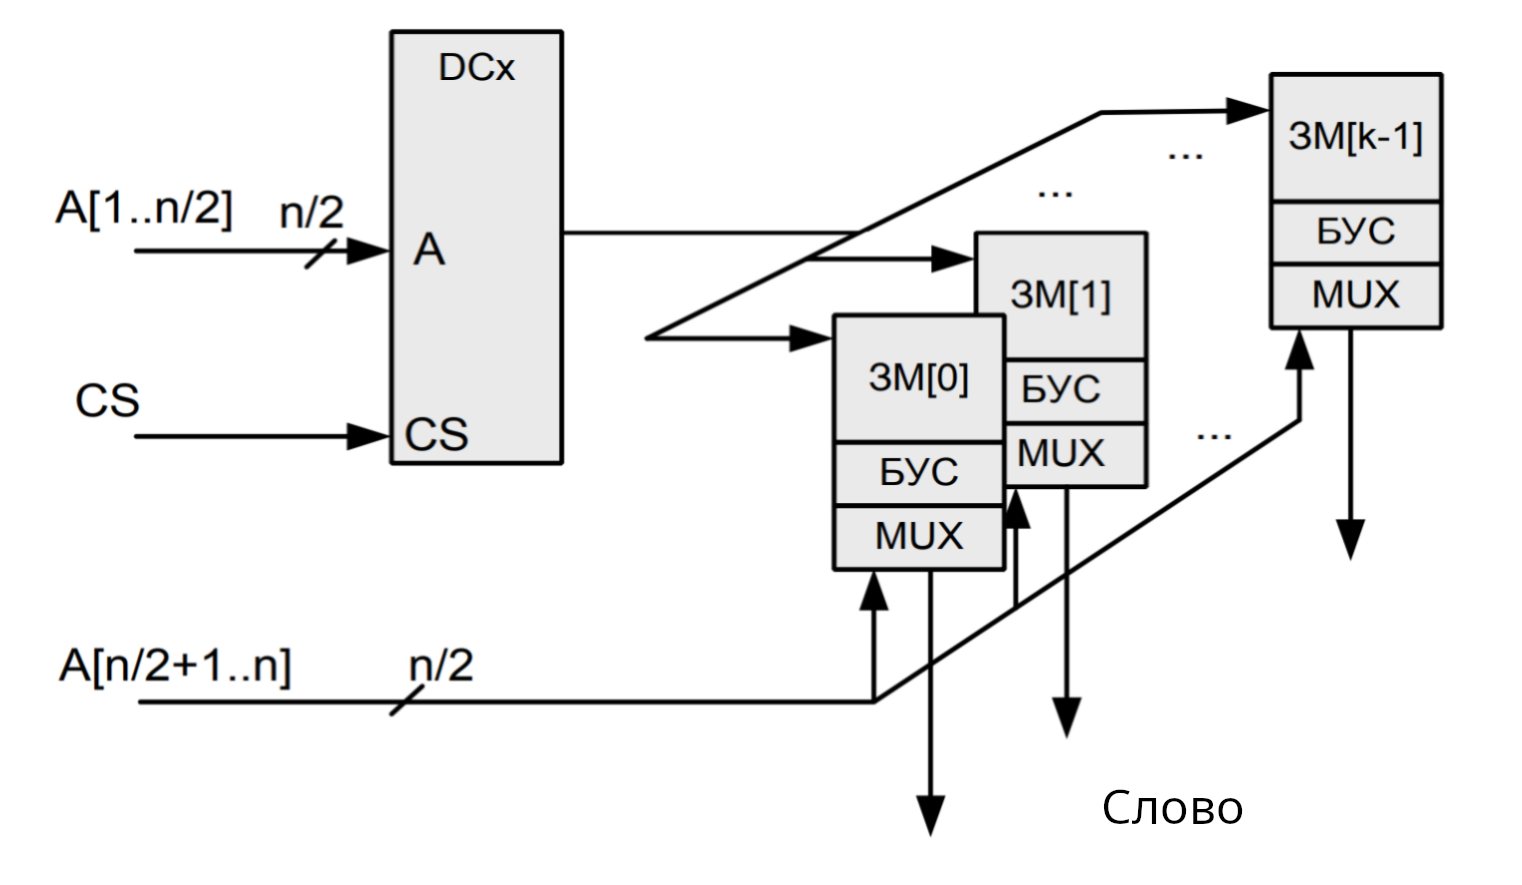 DCx
A[1..n/2]
n/2
A
CS
CS
ЗМ[k-1]
БУС
MUX
...
...
ЗМ[1]
БУС
MUX
ЗМ[0]
БУС
MUX
...
A[n/2+1..n]
n/2
Слово